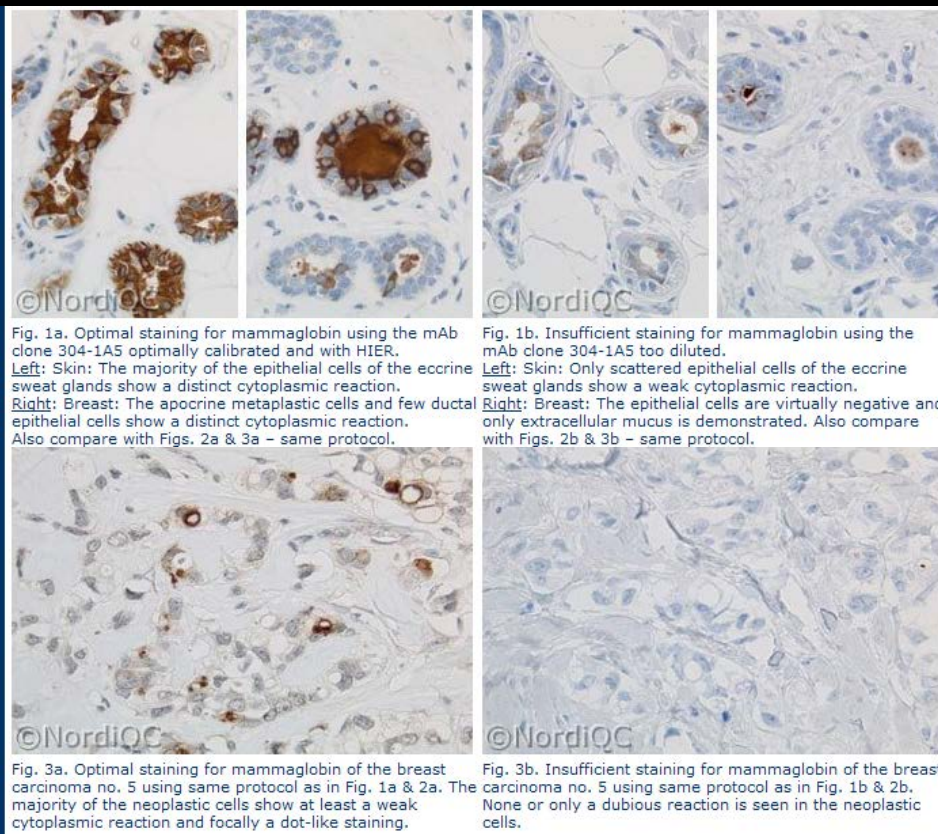 ©NordiQC
©NordiQC
Fig. 1a. Optimal staining for mammaglobin using the mAb
clone 304-1A5 optimally calibrated and with HIER.
Left: Skin: The majority of the epithelial cells of the eccrine
sweat glands show a distinct cytoplasmic reaction.
Right: Breast: The apocrine metaplastic cells and few ductal
epithelial cells show a distinct cytoplasmic reaction.
Also compare with Figs. 2a & 3a – same protocol.
Fig. 1b. Insufficient staining for mammaglobin using the
mAb clone 304-1A5 too diluted.
Left: Skin: Only scattered epithelial cells of the eccrine
sweat glands show a weak cytoplasmic reaction.
Right: Breast: The epithelial cells are virtually negative and
only extracellular mucus is demonstrated. Also compare
with Figs. 2b & 3b – same protocol.
©NordiQC
©NordiQC
Fig. 3a. Optimal staining for mammaglobin of the breast
carcinoma no. 5 using same protocol as in Fig. 1a & 2a. The
majority of the neoplastic cells show at least a weak
cytoplasmic reaction and focally a dot-like staining.
Fig. 3b. Insufficient staining for mammaglobin of the breast
carcinoma no. 5 using same protocol as in Fig. 1b & 2b.
None or only a dubious reaction is seen in the neoplastic
cells.